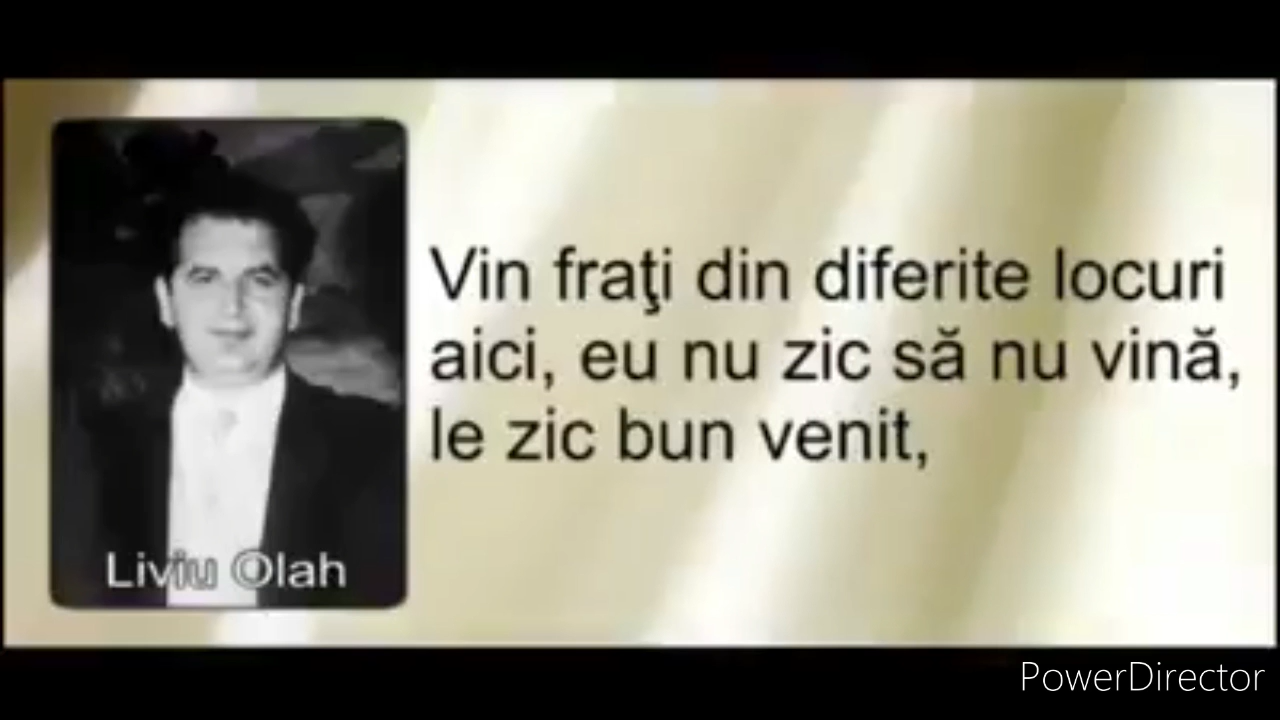 Vin fraţi din diferite locuri
aici, eu nu zic să nu vină,
le zic bun venit,
Liviu Olah
PowerDirector